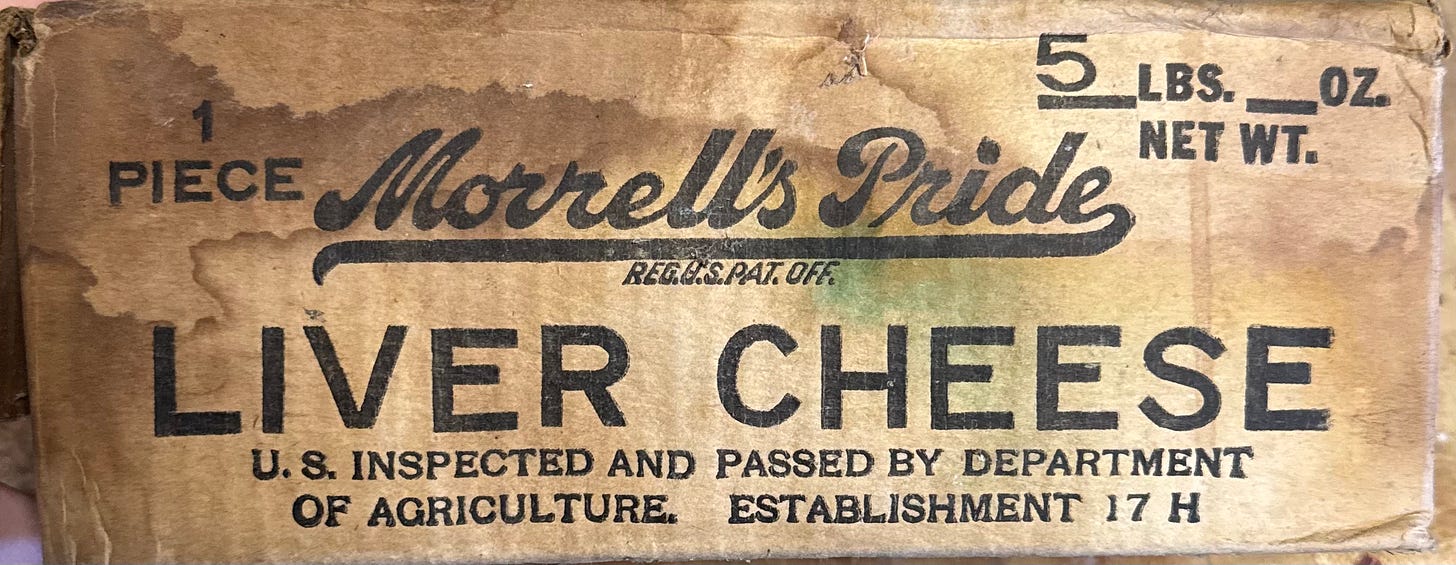 5 LBS. __ OZ.
NET WT.
1
PIECE
Morrell's Pride
REG.U.S.PAT. OFF.
LIVER CHEESE
U. S. INSPECTED AND PASSED BY DEPARTMENT
OF AGRICULTURE. ESTABLISHMENT 17 H